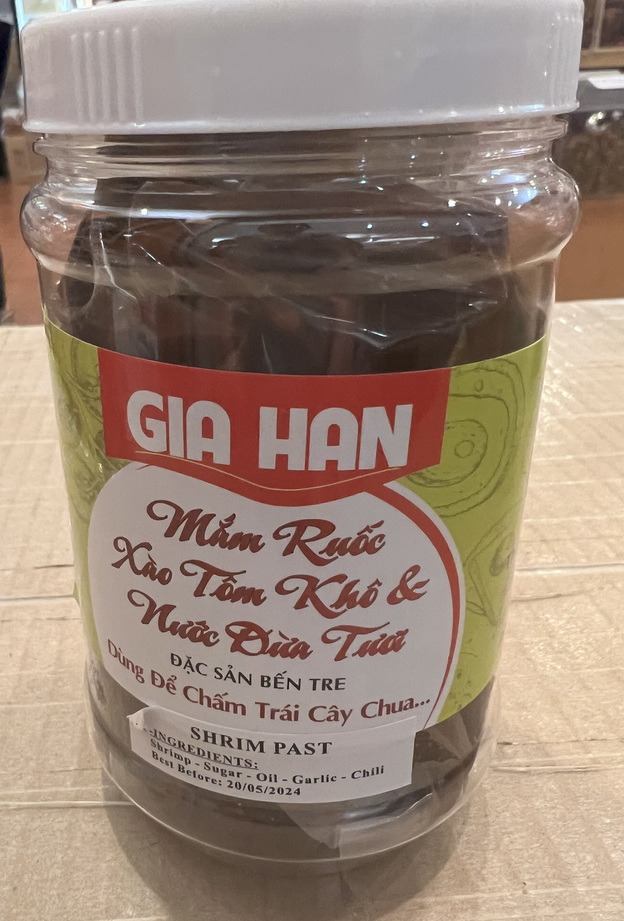 GIA HAN
Mắm Ruốc
Xào Tôm Khô &
Nước Dừa Tươi
ĐẶC SẢN BẾN TRE
Dùng Để Chấm Trái Cây Chua...
SHRIM PAST
INGREDIENTS:
Shrimp - Sugar - Oil - Garlic - Chili
Best Before: 20/05/2024